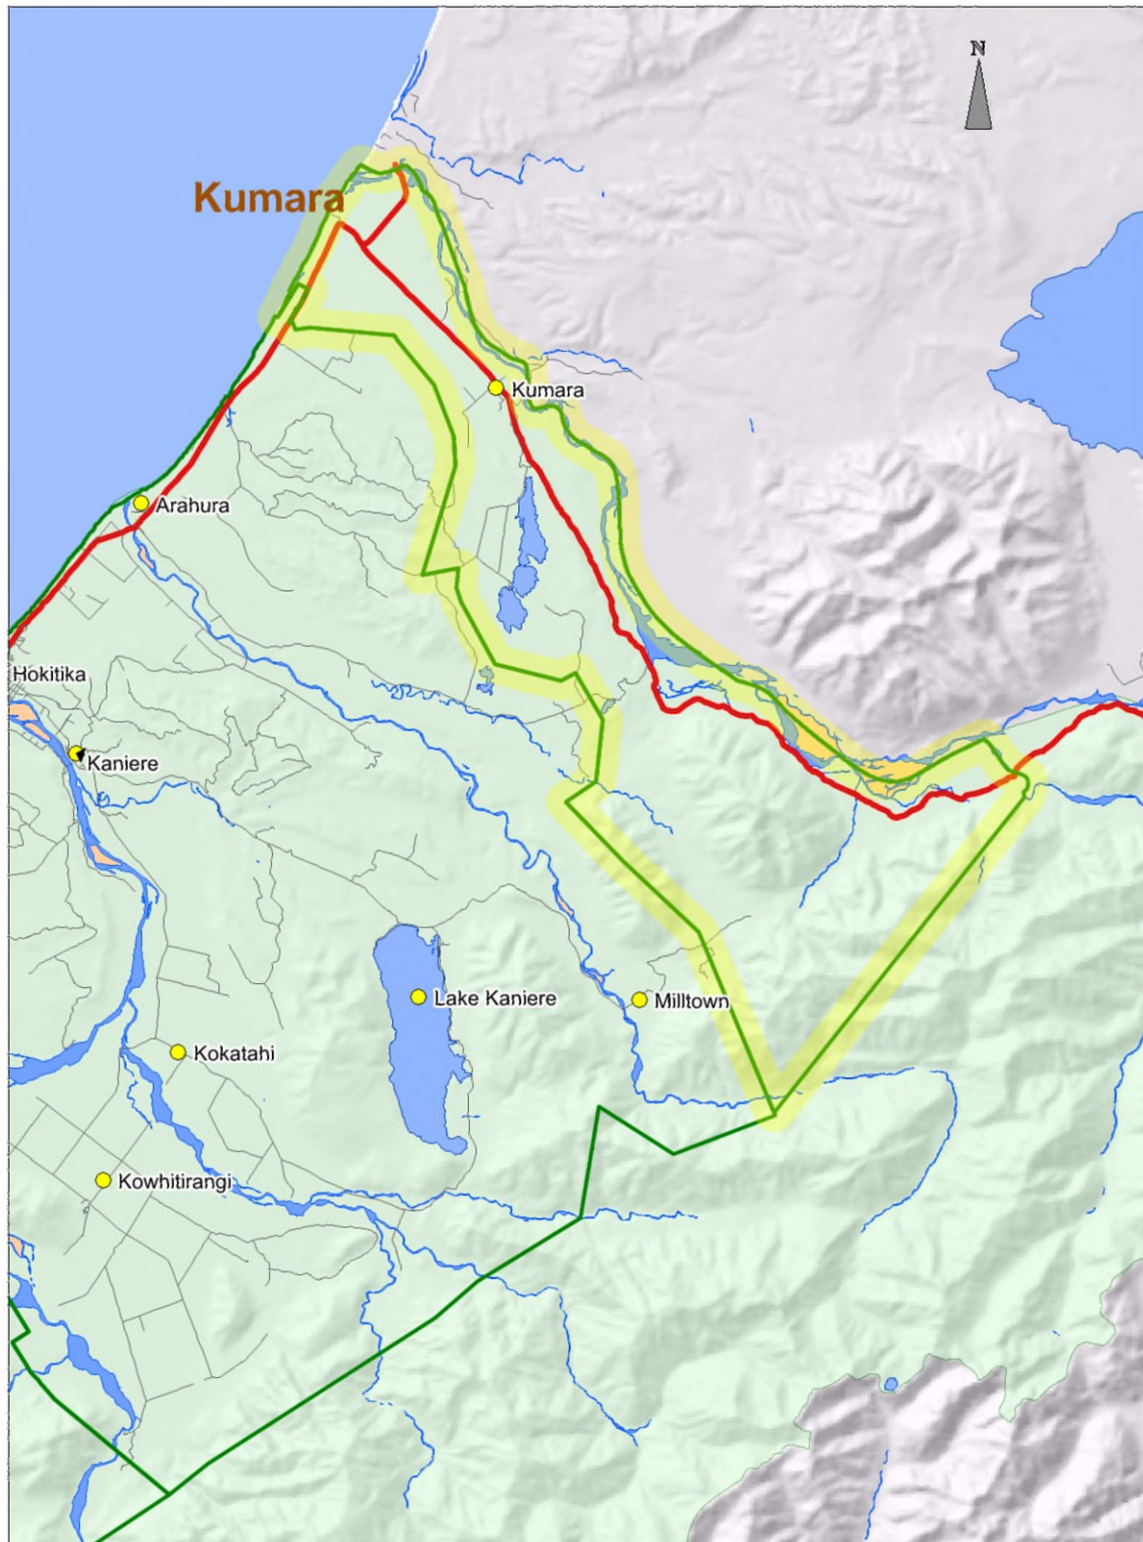 N
Kumara
Kumara
Arahura
Hokitika
Kaniere
Lake Kaniere
Milltown
Kokatahi
Kowhitirangi